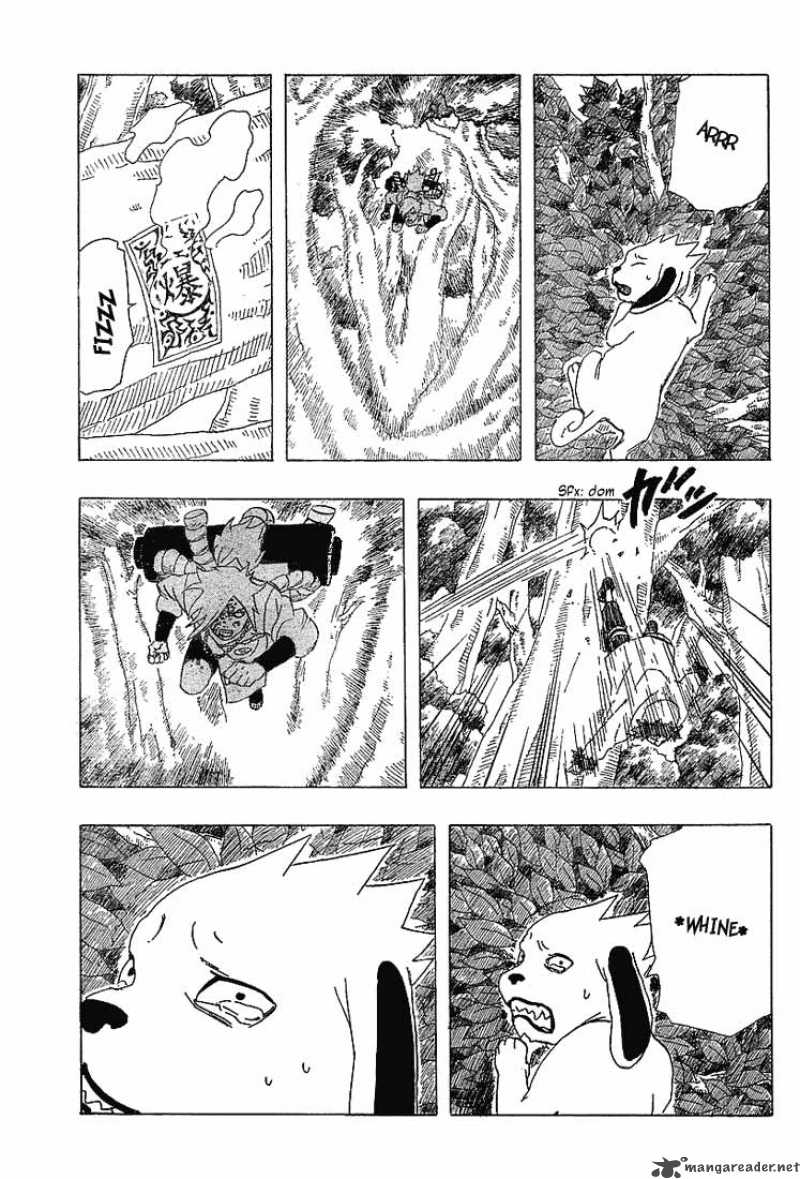 ARRR
爆
FIZZZ
Sfx: dom
ガッ
*WHINE*
mangareader.net